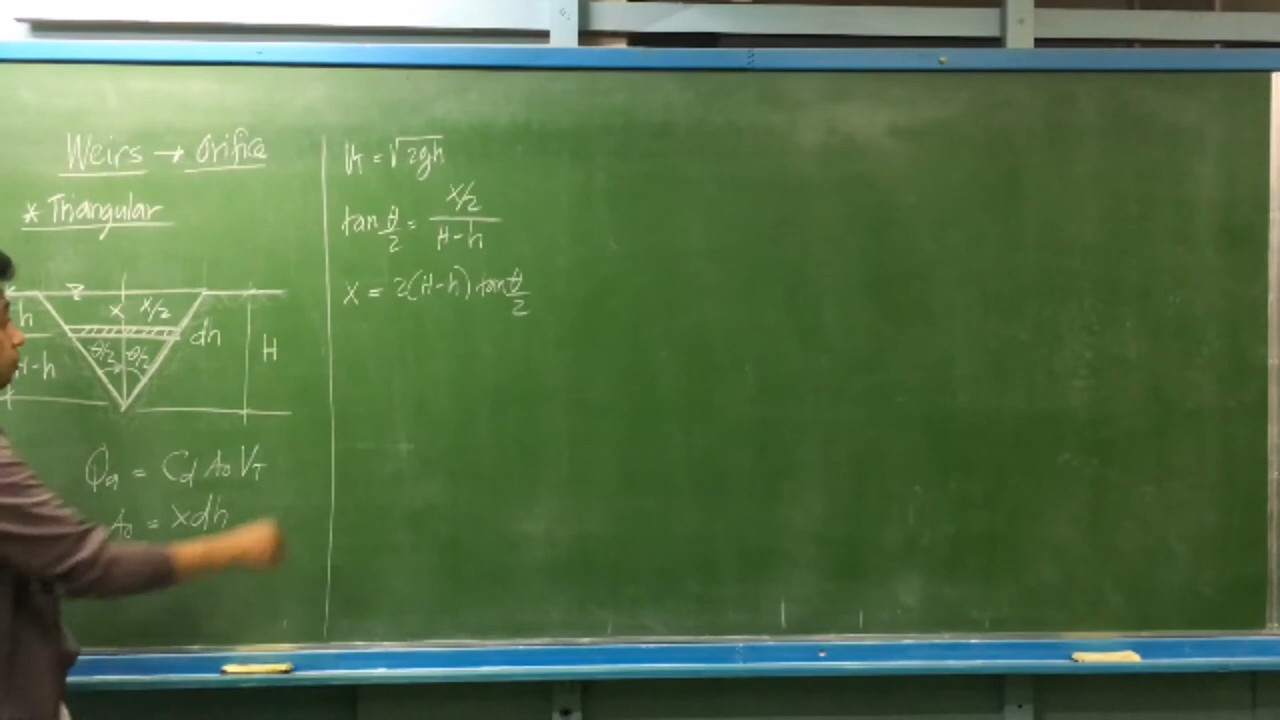 Weirs → Orifice
* Triangular
h
x x/2
dh
θ/2 θ/2
H-h
H
Qa = Cd Ao VT
Ao = xdh
VT = √2gh
tan θ/2 = (x/2)/(H-h)
x = 2(H-h) tan θ/2